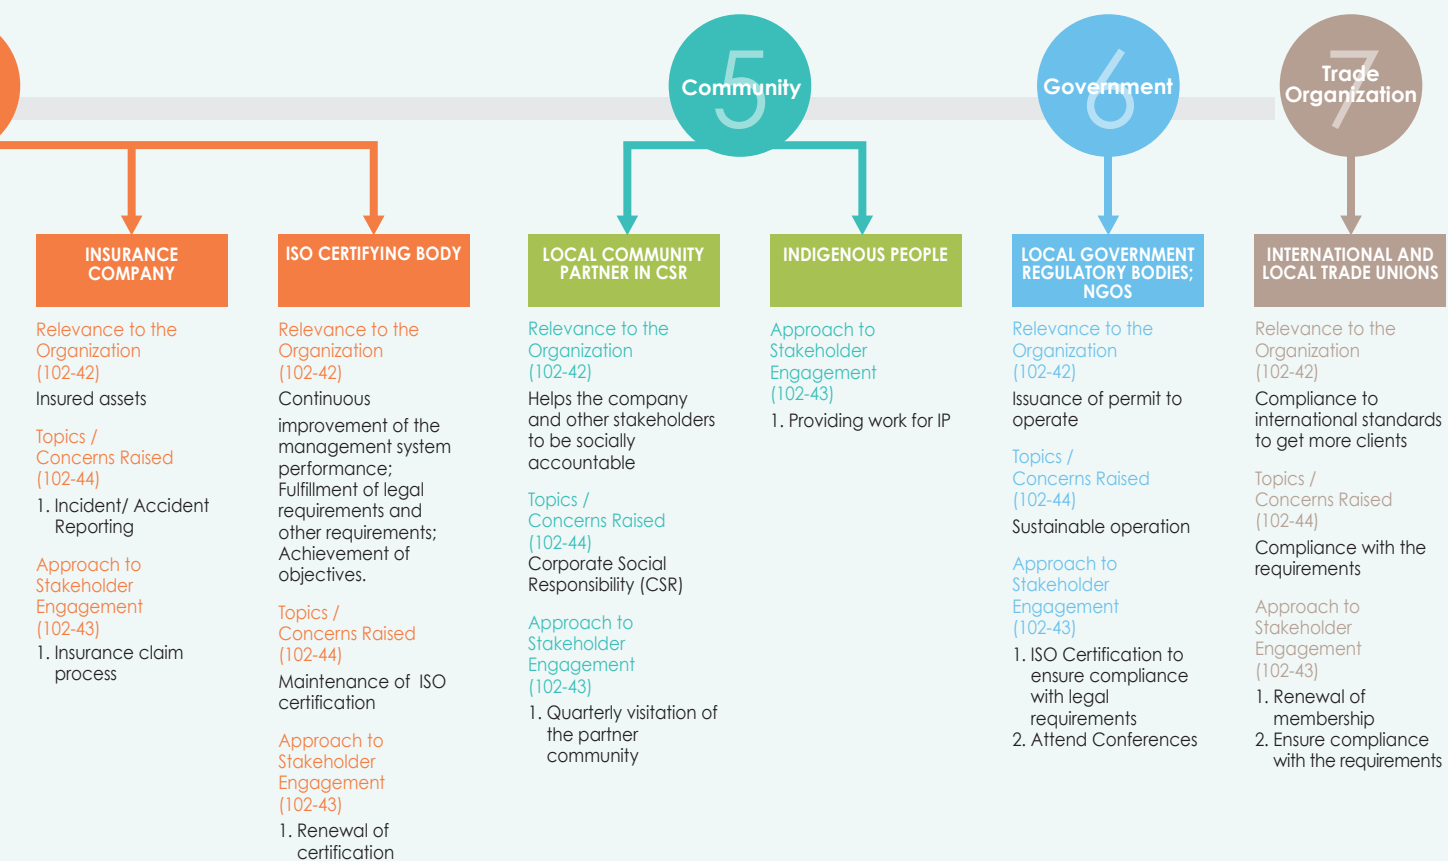 5
Community
6
Government
7
Trade
Organization
INSURANCE
COMPANY
Relevance to the
Organization
(102-42)
Insured assets
Topics /
Concerns Raised
(102-44)
1. Incident/ Accident
Reporting
Approach to
Stakeholder
Engagement
(102-43)
1. Insurance claim
process
ISO CERTIFYING BODY
Relevance to the
Organization
(102-42)
Continuous
improvement of the
management system
performance;
Fulfillment of legal
requirements and
other requirements;
Achievement of
objectives.
Topics /
Concerns Raised
(102-44)
Maintenance of ISO
certification
Approach to
Stakeholder
Engagement
(102-43)
1. Renewal of
certification
LOCAL COMMUNITY
PARTNER IN CSR
Relevance to the
Organization
(102-42)
Helps the company
and other stakeholders
to be socially
accountable
Topics /
Concerns Raised
(102-44)
Corporate Social
Responsibility (CSR)
Approach to
Stakeholder
Engagement
(102-43)
1. Quarterly visitation of
the partner
community
INDIGENOUS PEOPLE
Approach to
Stakeholder
Engagement
(102-43)
1. Providing work for IP
LOCAL GOVERNMENT
REGULATORY BODIES;
NGOS
Relevance to the
Organization
(102-42)
Issuance of permit to
operate
Topics /
Concerns Raised
(102-44)
Sustainable operation
Approach to
Stakeholder
Engagement
(102-43)
1. ISO Certification to
ensure compliance
with legal
requirements
2. Attend Conferences
INTERNATIONAL AND
LOCAL TRADE UNIONS
Relevance to the
Organization
(102-42)
Compliance to
international standards
to get more clients
Topics /
Concerns Raised
(102-44)
Compliance with the
requirements
Approach to
Stakeholder
Engagement
(102-43)
1. Renewal of
membership
2. Ensure compliance
with the requirements